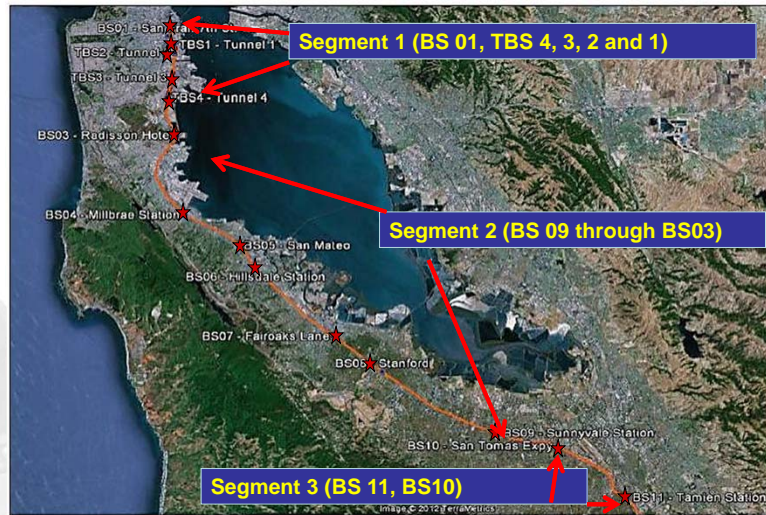 BS01 - San Fran 7th St
TBS1 - Tunnel 1
Segment 1 (BS 01, TBS 4, 3, 2 and 1)
TBS2 - Tunnel
TBS3 - Tunnel 3
TBS4 - Tunnel 4
BS03 - Radisson Hotel
BS04 - Millbrae Station
Segment 2 (BS 09 through BS03)
BS05 - San Mateo
BS06 - Hillsdale Station
BS07 - Fairoaks Lane
BS08 - Stanford
BS09 - Sunnyvale Station
BS10 - San Tomas Expy
Segment 3 (BS 11, BS10)
BS11 - Tamien Station
Image © 2012 TerraMetrics